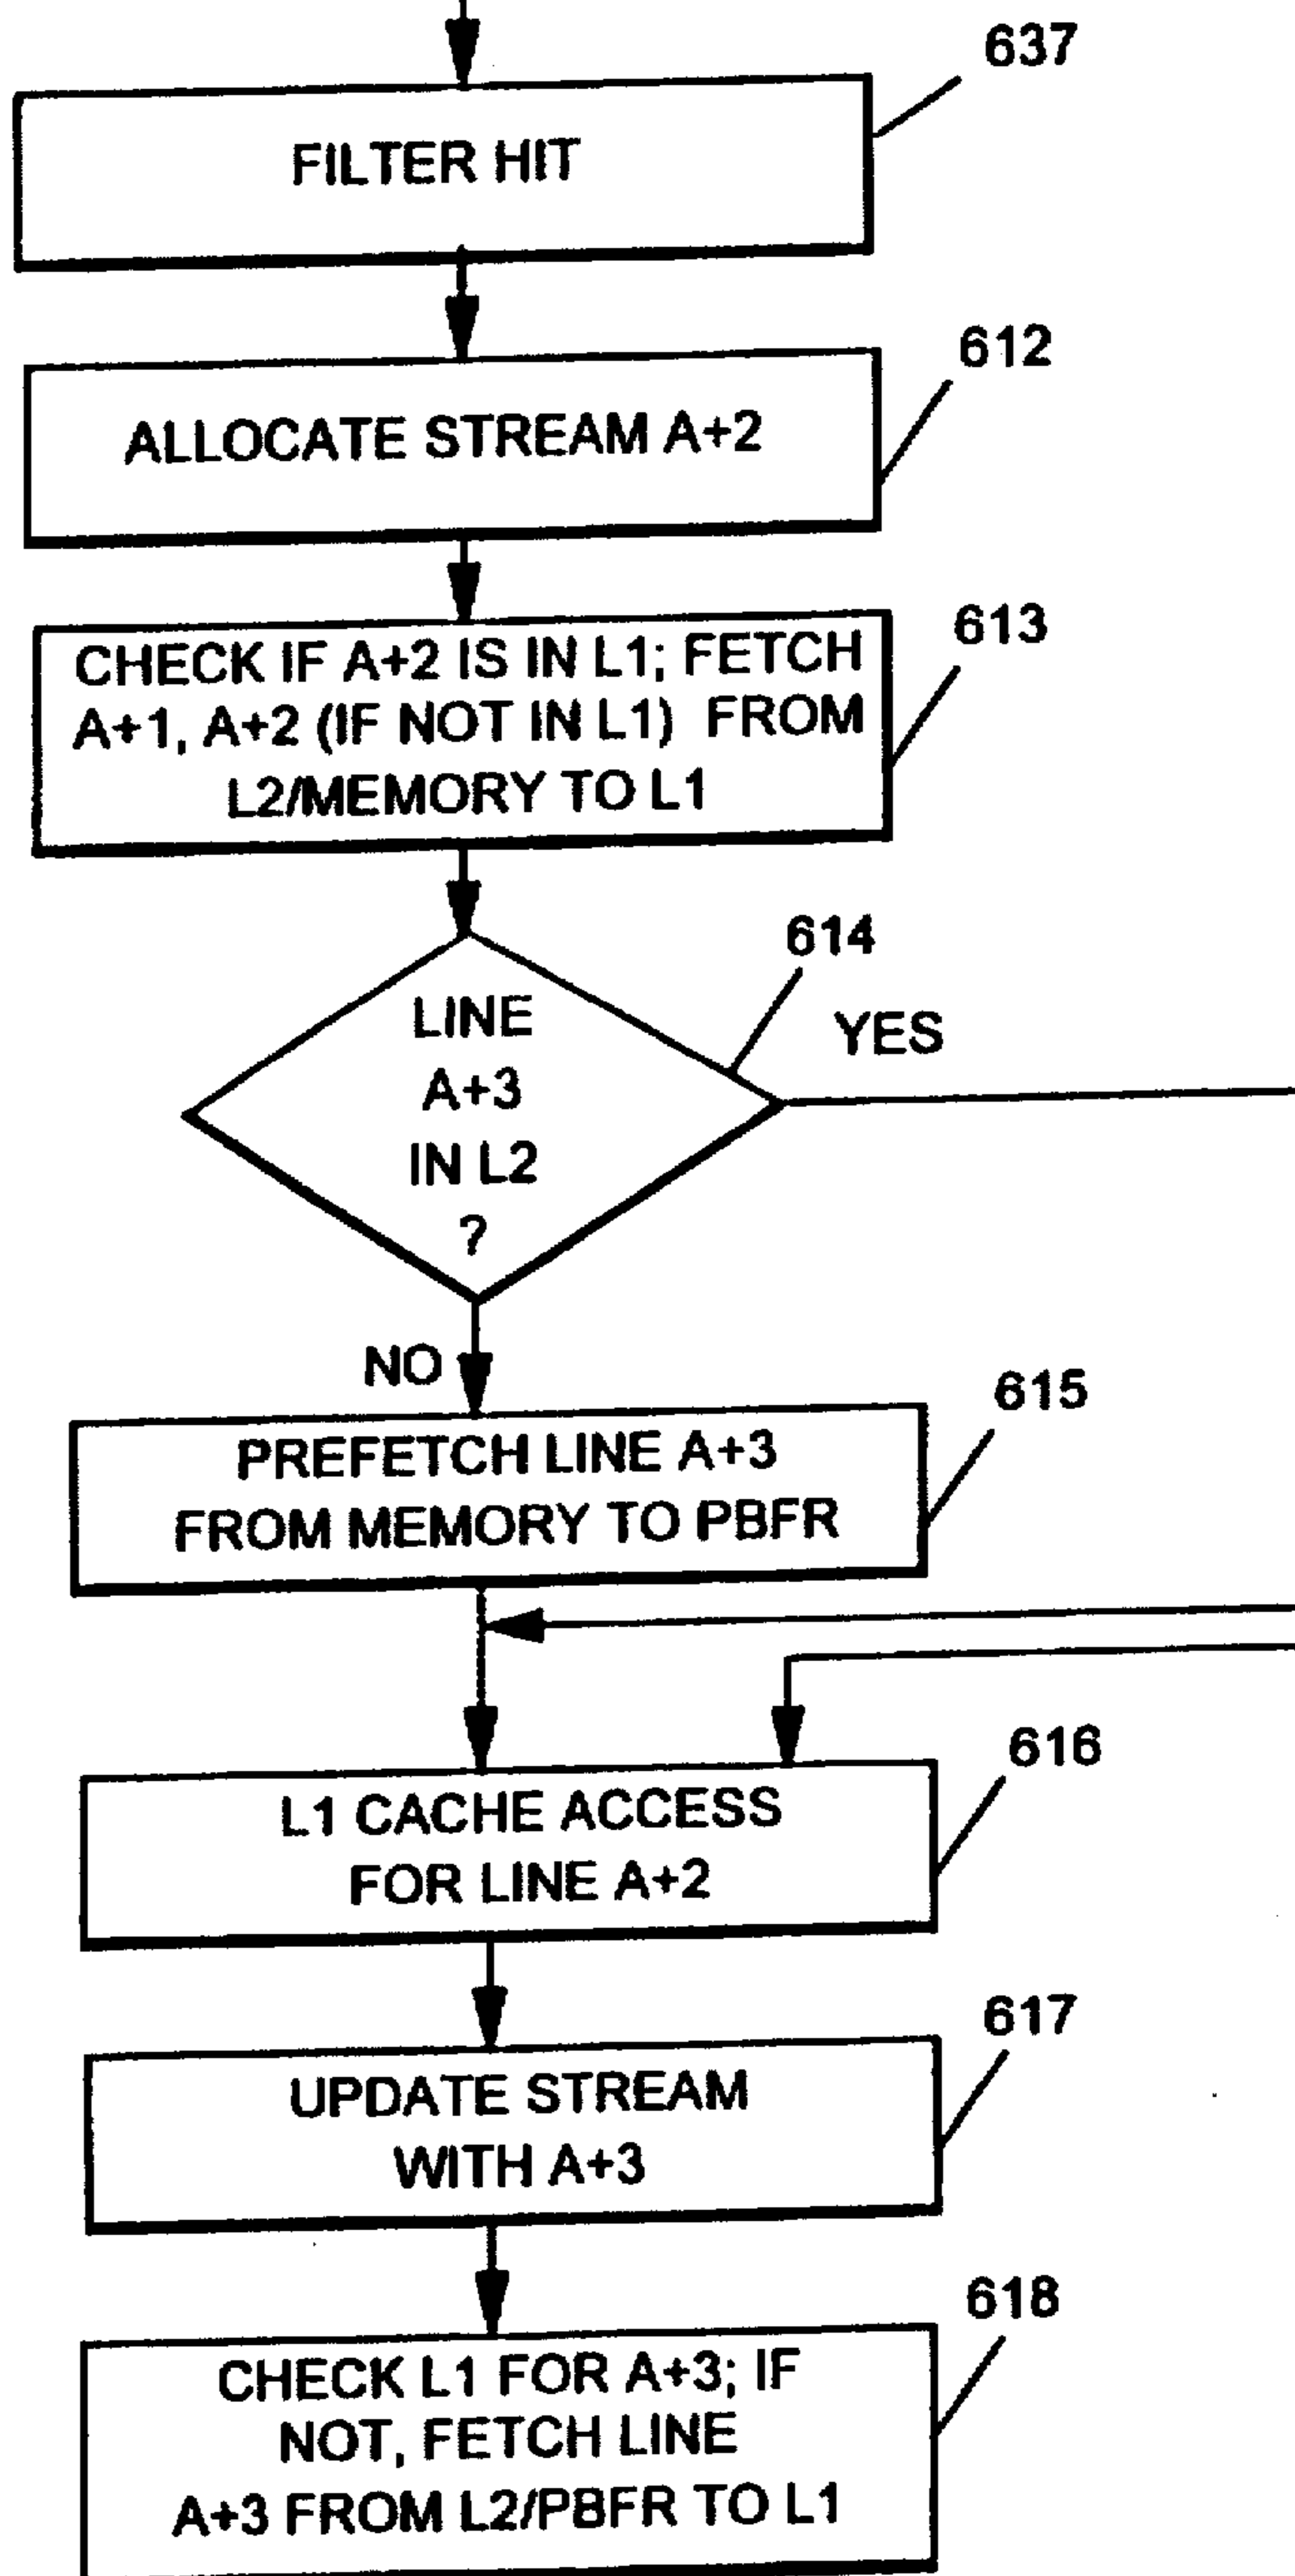 637
FILTER HIT
612
ALLOCATE STREAM A+2
613
CHECK IF A+2 IS IN L1; FETCH
A+1, A+2 (IF NOT IN L1) FROM
L2/MEMORY TO L1
614
LINE
A+3
IN L2
?
YES
NO
615
PREFETCH LINE A+3
FROM MEMORY TO PBFR
616
L1 CACHE ACCESS
FOR LINE A+2
617
UPDATE STREAM
WITH A+3
618
CHECK L1 FOR A+3; IF
NOT, FETCH LINE
A+3 FROM L2/PBFR TO L1